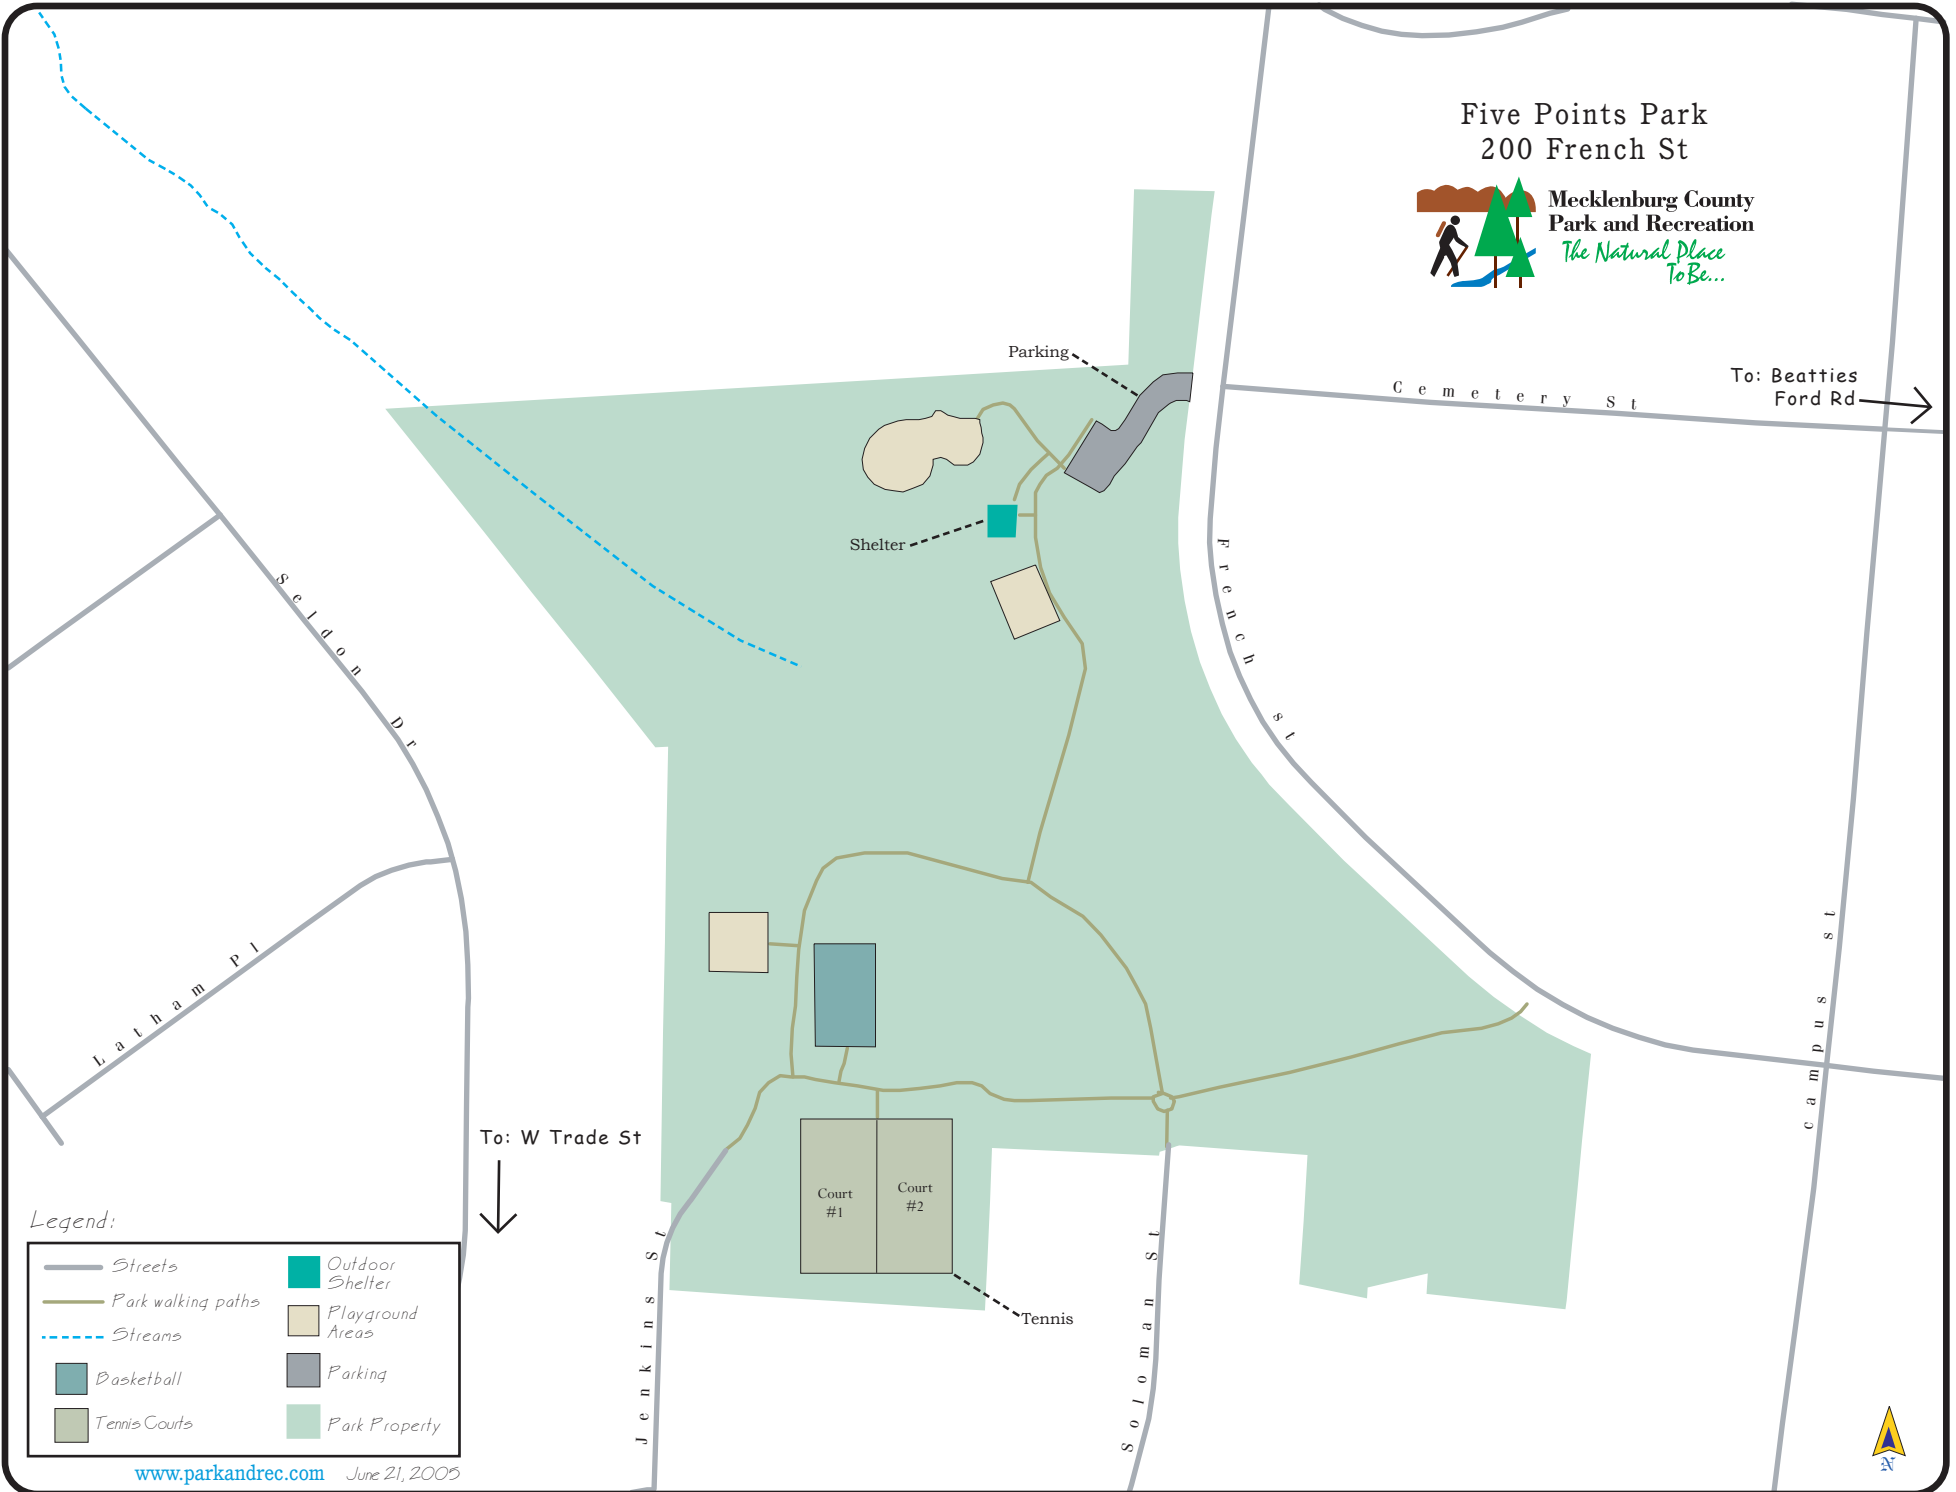 Five Points Park
200 French St
Mecklenburg County
Park and Recreation
The Natural Place
To Be...
Parking
To: Beatties
Ford Rd
Cemetery St
Shelter
French st
Seldon Dr
campus st
Latham Pl
To: W Trade St
Court
#1
Court
#2
Tennis
Jenkins St
Soloman St
Legend:
Streets
Park walking paths
Streams
Basketball
Tennis Courts
Outdoor
Shelter
Playground
Areas
Parking
Park Property
www.parkandrec.com
June 21, 2005
N